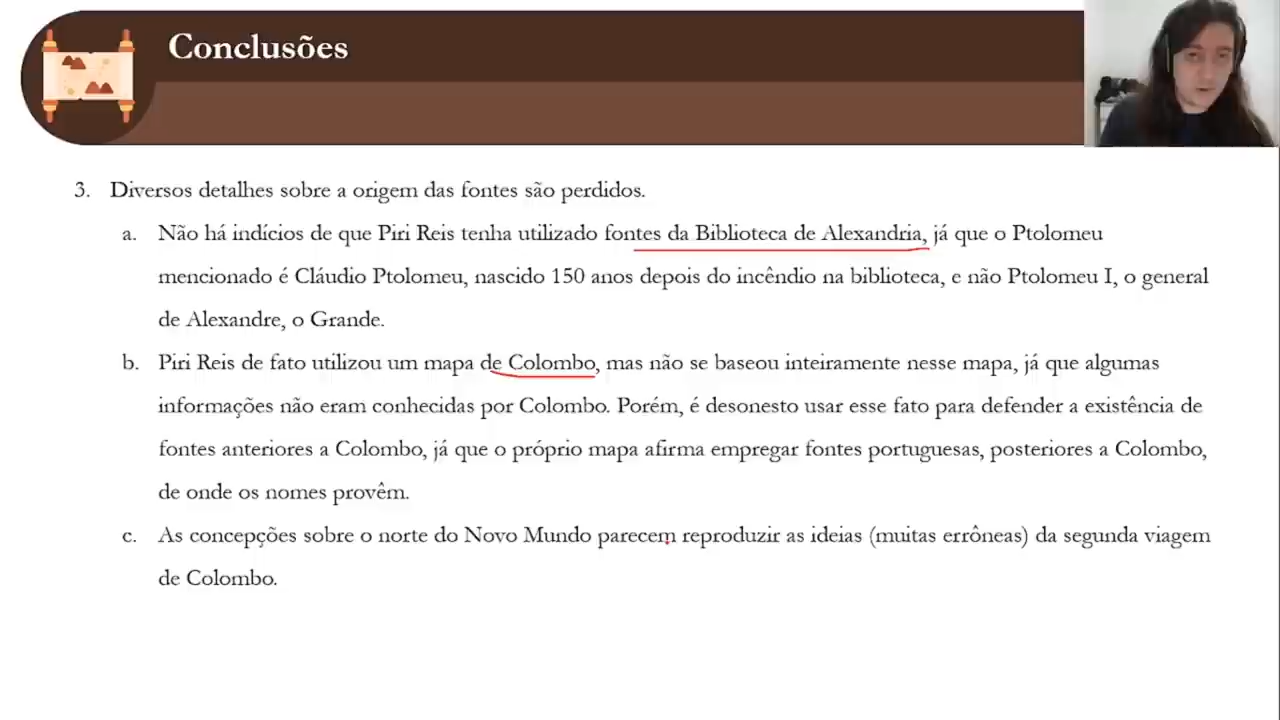 Conclusões
3. Diversos detalhes sobre a origem das fontes são perdidos.
a. Não há indícios de que Piri Reis tenha utilizado fontes da Biblioteca de Alexandria, já que o Ptolomeu
mencionado é Cláudio Ptolomeu, nascido 150 anos depois do incêndio na biblioteca, e não Ptolomeu I, o general
de Alexandre, o Grande.
b. Piri Reis de fato utilizou um mapa de Colombo, mas não se baseou inteiramente nesse mapa, já que algumas
informações não eram conhecidas por Colombo. Porém, é desonesto usar esse fato para defender a existência de
fontes anteriores a Colombo, já que o próprio mapa afirma empregar fontes portuguesas, posteriores a Colombo,
de onde os nomes provêm.
c. As concepções sobre o norte do Novo Mundo parecem reproduzir as ideias (muitas errôneas) da segunda viagem
de Colombo.